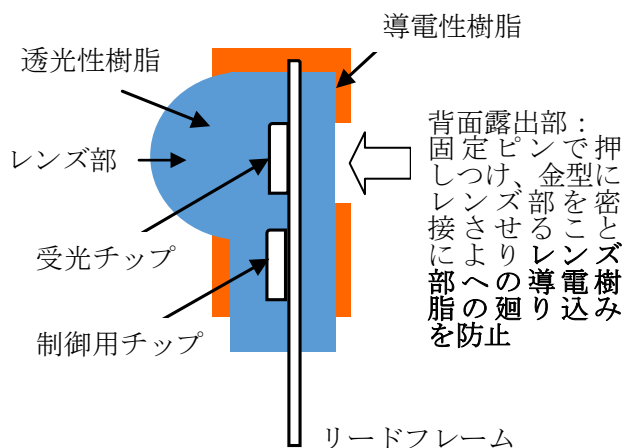 導電性樹脂
透光性樹脂
レンズ部
受光チップ
制御用チップ
背面露出部：
固定ピンで押
しつけ、金型に
レンズ部を密
接させること
によりレンズ
部への導電樹
脂の廻り込み
を防止
リードフレーム